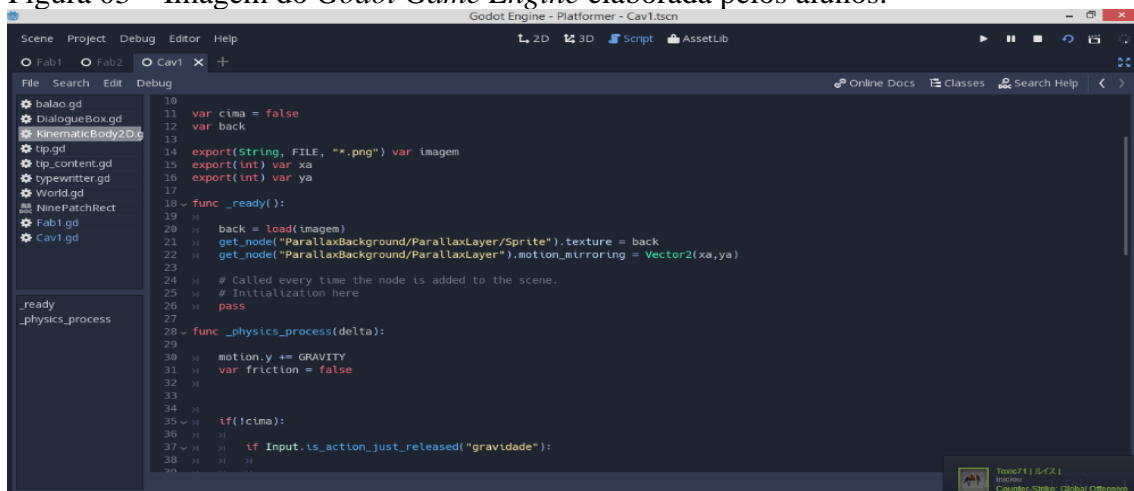 Figura 03 – Imagem do Godot Game Engine elaborada pelos alunos.
Godot Engine - Platformer - Cav1.tscn
Scene Project Debug Editor Help 2D 3D Script AssetLib
Fab1 Fab2 Cav1
File Search Edit Debug Online Docs Classes Search Help
balao.gd
DialogueBox.gd
KinematicBody2D.g
tip.gd
tip_content.gd
typewritter.gd
World.gd
NinePatchRect
Fab1.gd
Cav1.gd
_ready
_physics_process
10
11 var cima = false
12 var back
13
14 export(String, FILE, "*.png") var imagem
15 export(int) var xa
16 export(int) var ya
17
18 func _ready():
19
20 back = load(imagem)
21 get_node("ParallaxBackground/ParallaxLayer/Sprite").texture = back
22 get_node("ParallaxBackground/ParallaxLayer").motion_mirroring = Vector2(xa,ya)
23
24 # Called every time the node is added to the scene.
25 # Initialization here
26 pass
27
28 func _physics_process(delta):
29
30 motion.y += GRAVITY
31 var friction = false
32
33
34
35 if(!cima):
36
37 if Input.is_action_just_released("gravidade"):
38
39
Toxic71 | ルイス |
Iniciou
Counter-Strike: Global Offensive